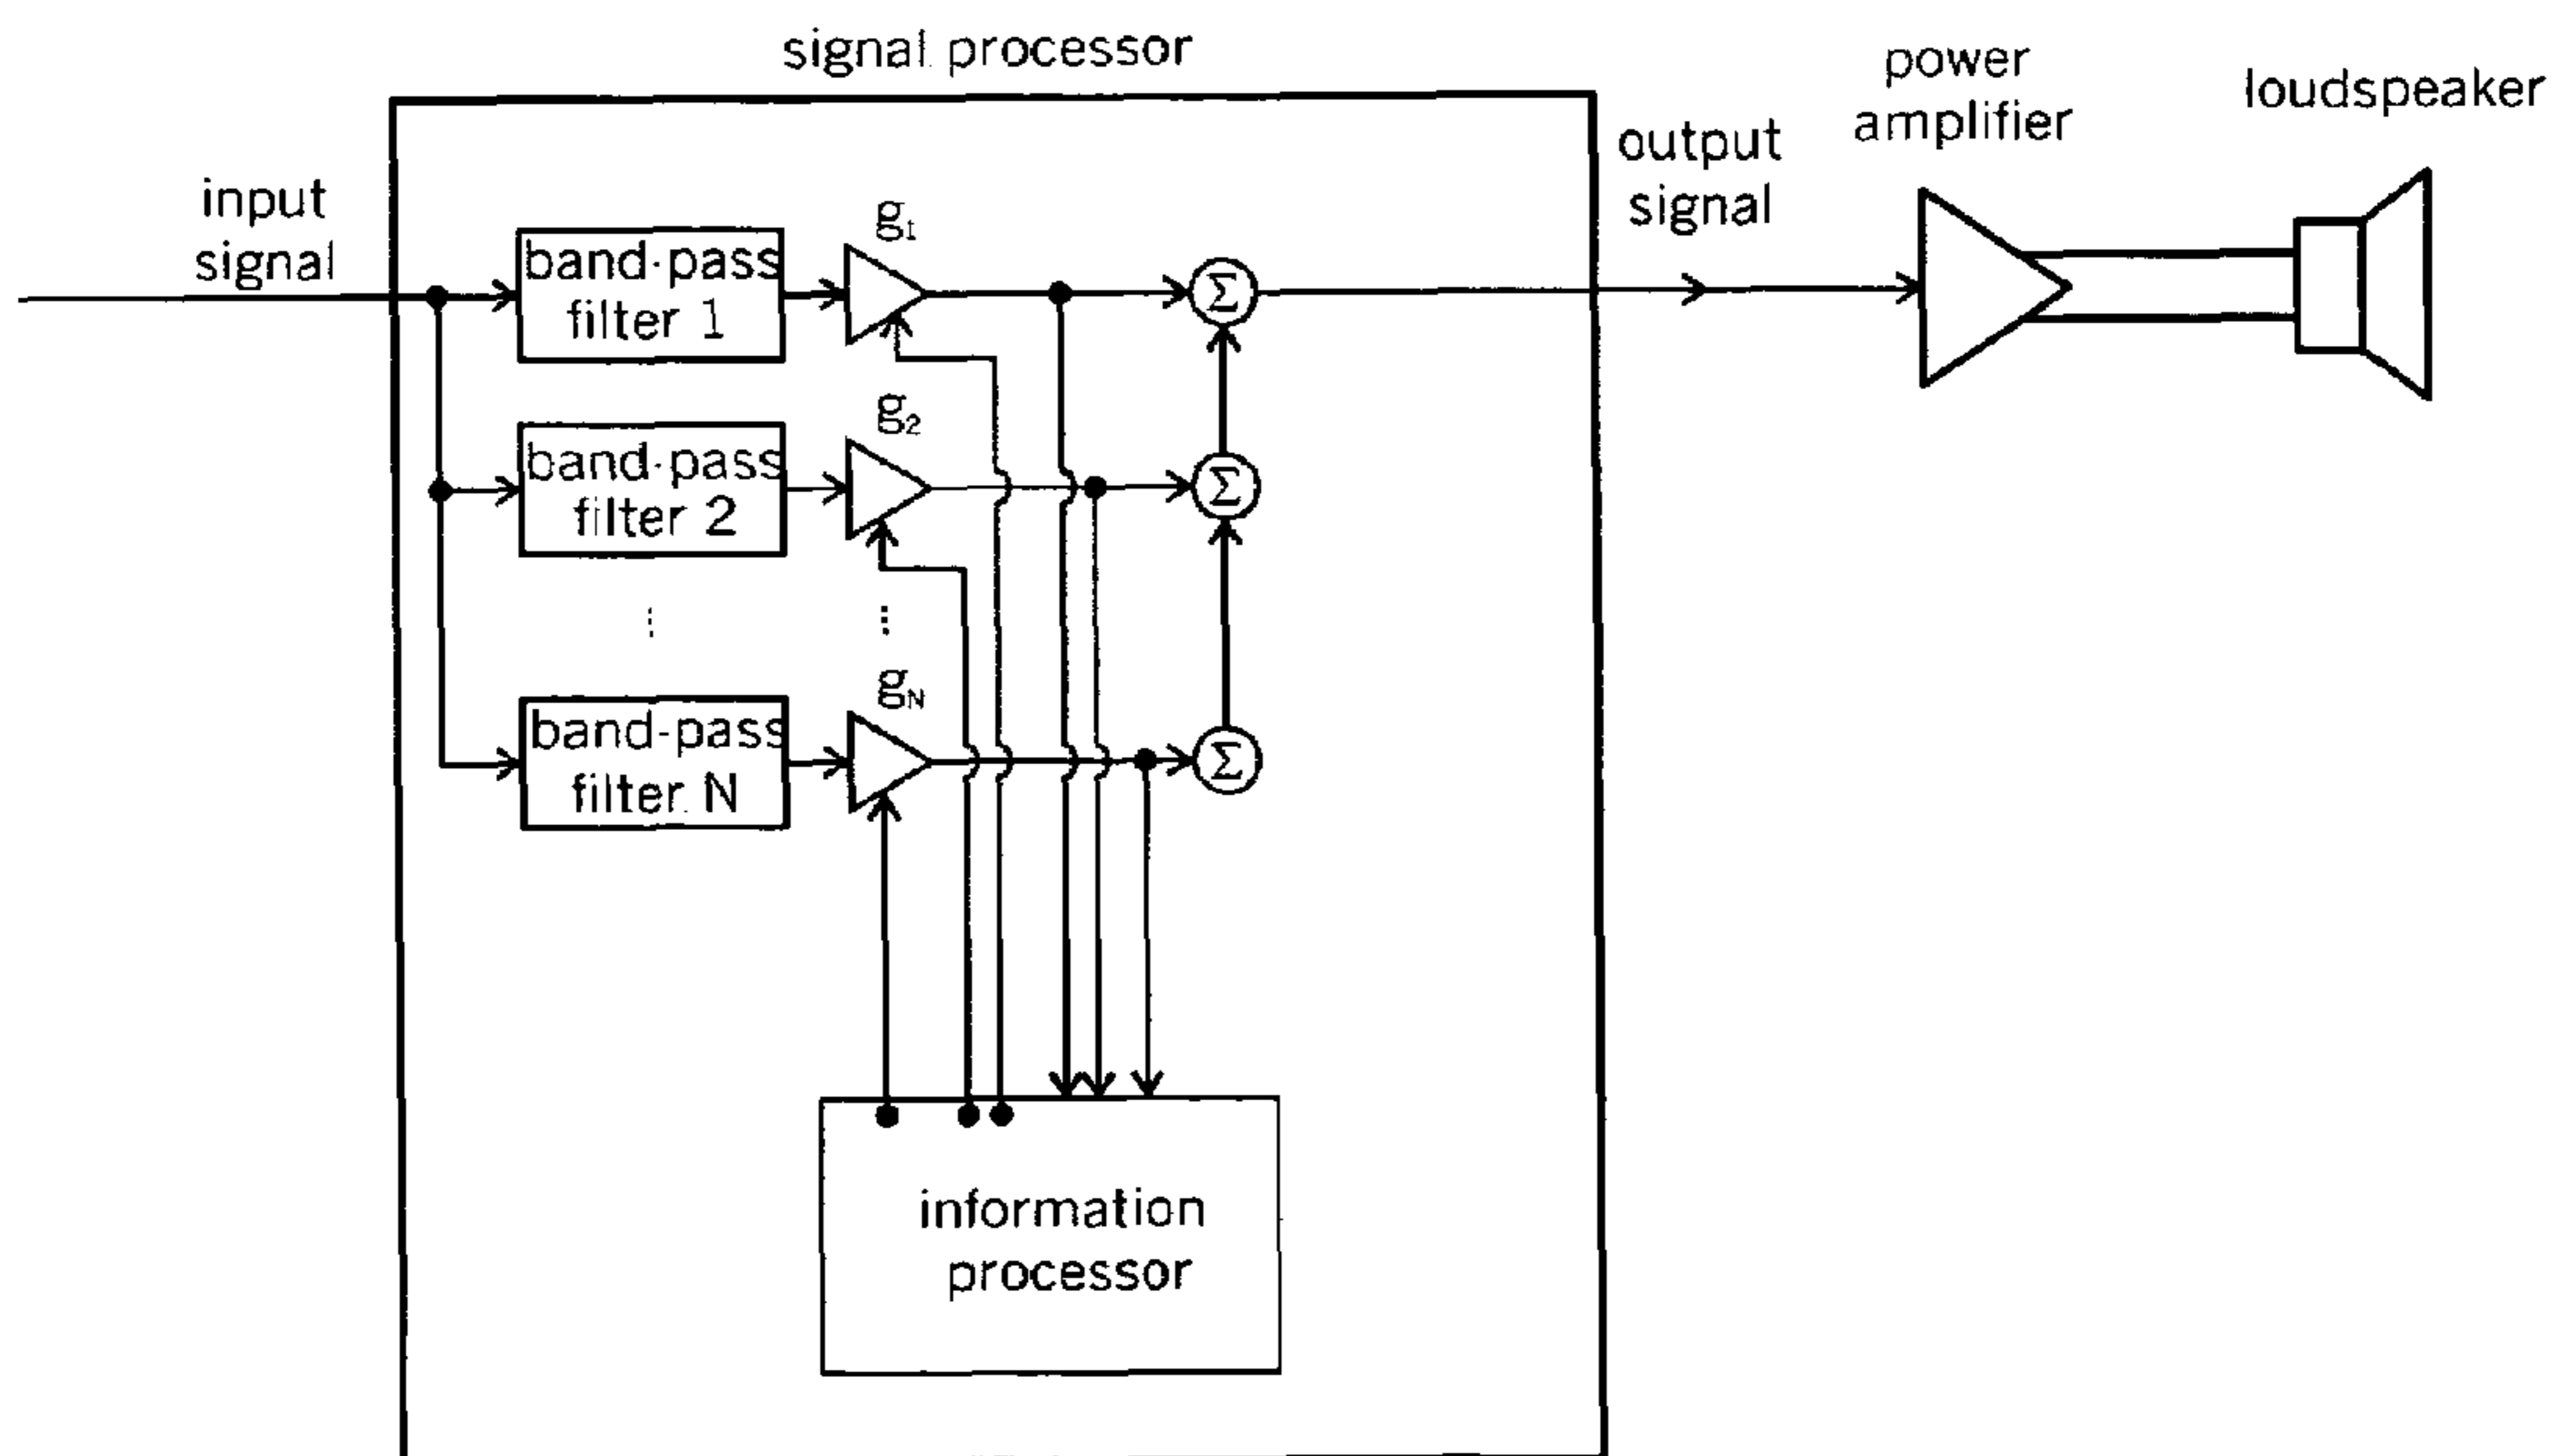 signal processor
power
amplifier
loudspeaker
output
signal
input
signal
g₁
band-pass
filter 1
Σ
g₂
band-pass
filter 2
Σ
⋮
⋮
g_N
band-pass
filter N
Σ
information
processor